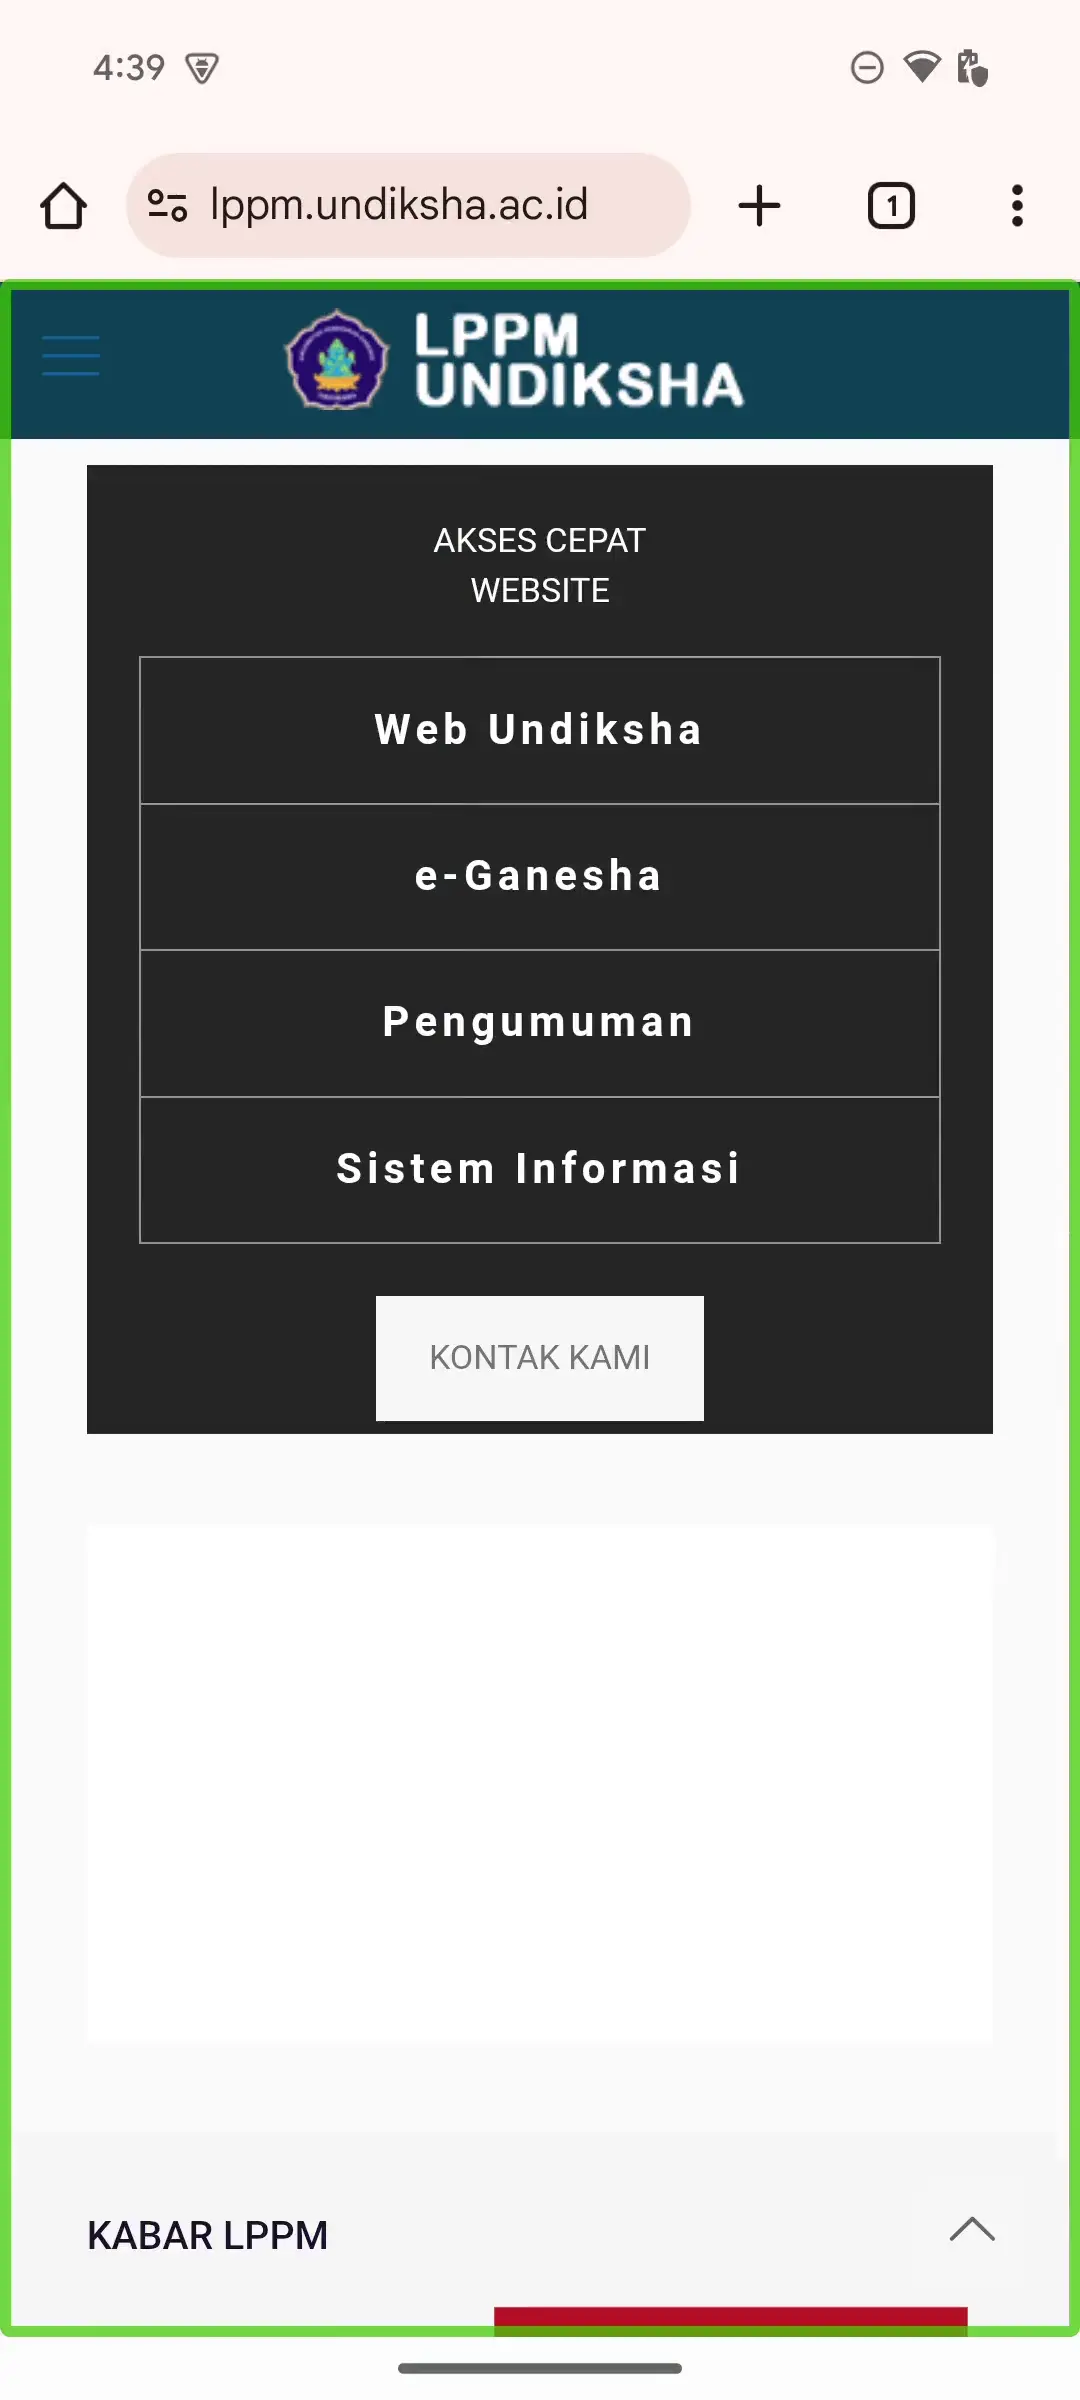 4:39
lppm.undiksha.ac.id
1
LPPM
UNDIKSHA
AKSES CEPAT
WEBSITE
Web Undiksha
e-Ganesha
Pengumuman
Sistem Informasi
KONTAK KAMI
KABAR LPPM